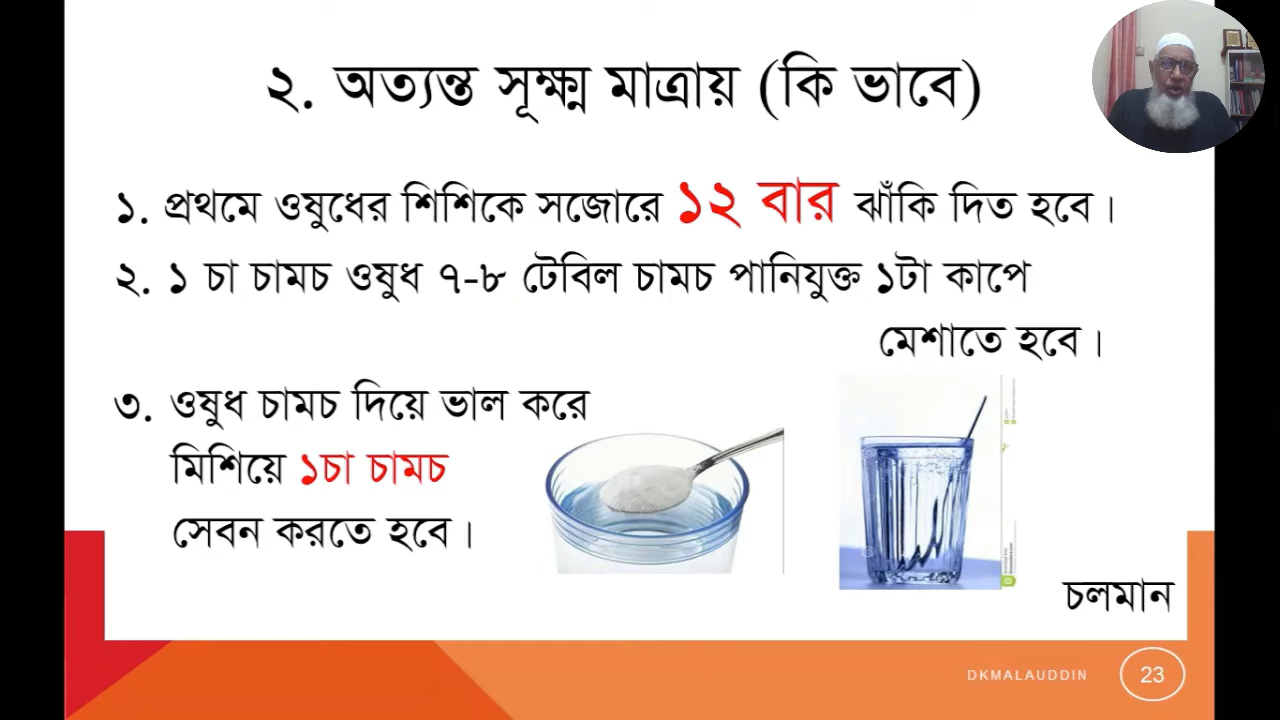 ২. অত্যন্ত সূক্ষ্ম মাত্রায় (কি ভাবে)
১. প্রথমে ওষুধের শিশিকে সজোরে ১২ বার ঝাঁকি দিত হবে।
২. ১ চা চামচ ওষুধ ৭-৮ টেবিল চামচ পানিযুক্ত ১টা কাপে
মেশাতে হবে।
৩. ওষুধ চামচ দিয়ে ভাল করে
মিশিয়ে ১চা চামচ
সেবন করতে হবে।
চলমান
DKMALAUDDIN
23